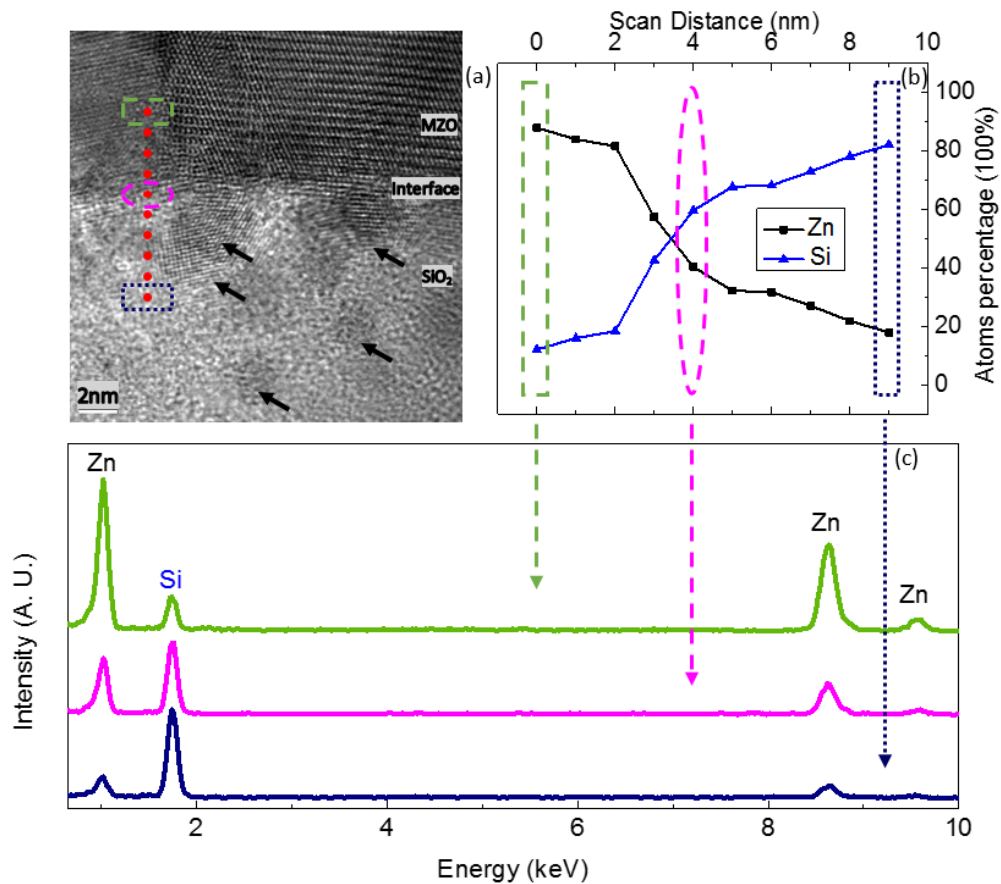 (a)
MZO
Interface
SiO₂
2nm
Scan Distance (nm)
0 2 4 6 8 10
(b)
100
80
60
40
20
0
Atoms percentage (100%)
Zn
Si
(c)
Zn
Si
Zn
Zn
Intensity (A. U.)
2 4 6 8 10
Energy (keV)